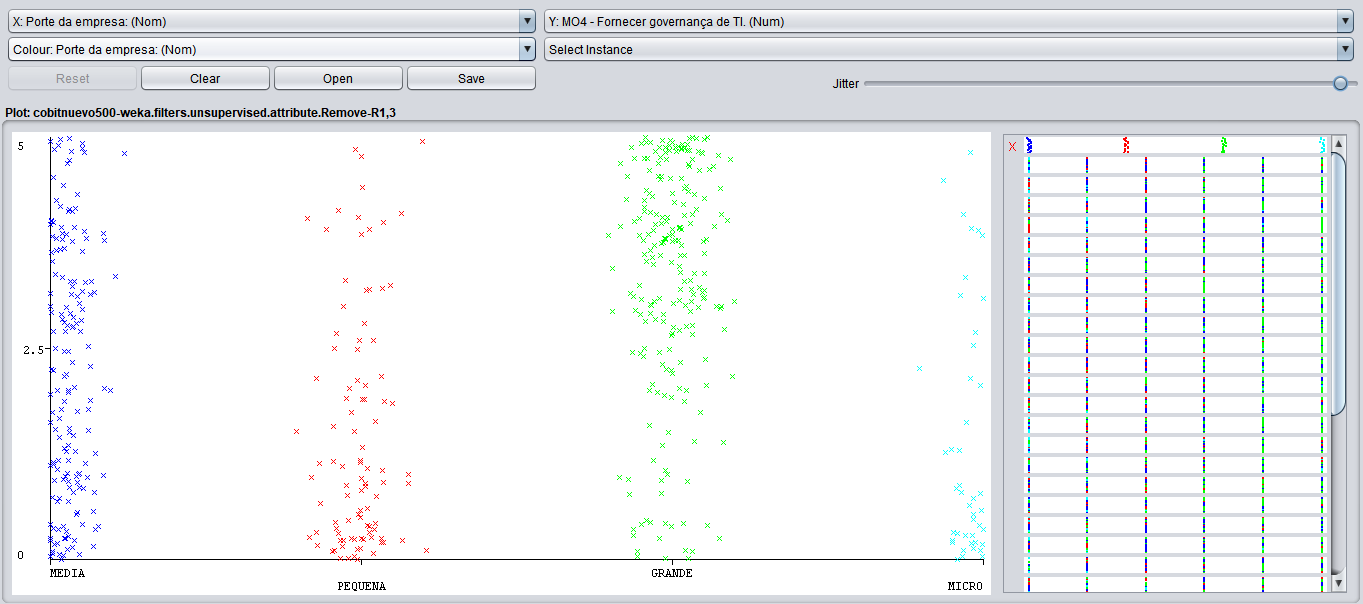 X: Porte da empresa: (Nom)
Y: MO4 - Fornecer governança de TI. (Num)
Colour: Porte da empresa: (Nom)
Select Instance
Reset
Clear
Open
Save
Jitter
Plot: cobitnuevo500-weka.filters.unsupervised.attribute.Remove-R1,3
5
2.5
0
MEDIA
PEQUENA
GRANDE
MICRO
X